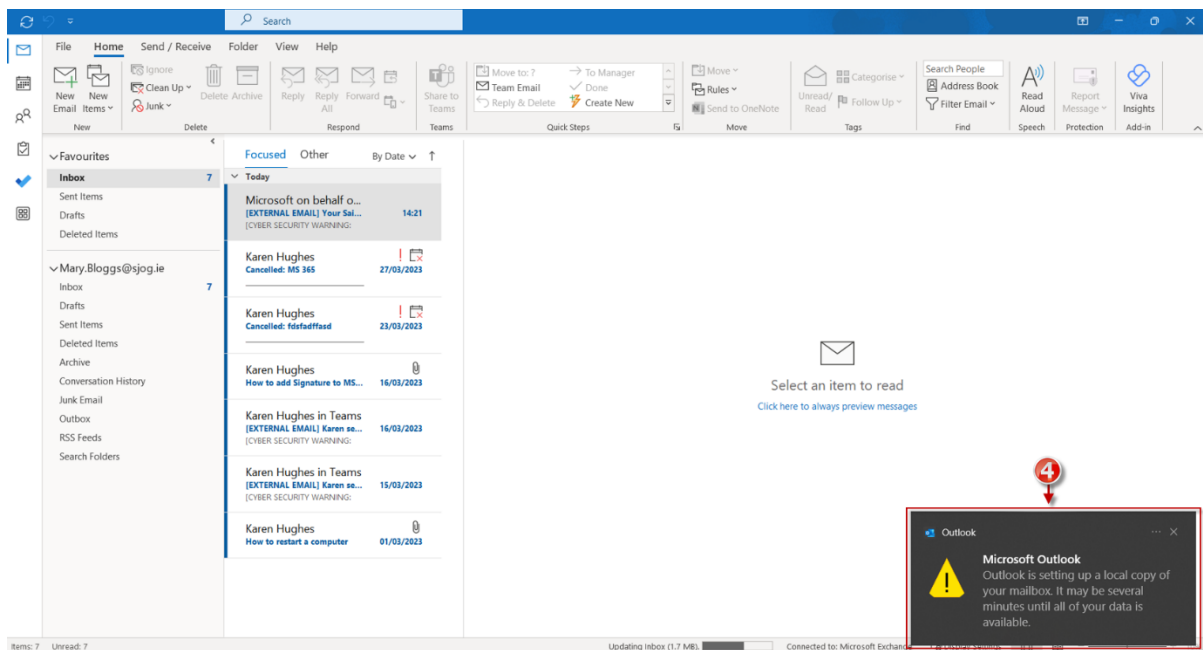 Search
File Home Send / Receive Folder View Help
New Email
New Items
Ignore
Clean Up
Junk
Delete
Archive
Reply
Reply All
Forward
Share to Teams
Move to: ?
Team Email
Reply & Delete
To Manager
Done
Create New
Move
Rules
Send to OneNote
Unread/ Read
Categorise
Follow Up
Search People
Address Book
Filter Email
Read Aloud
Report Message
Viva Insights
New Delete Respond Teams Quick Steps Move Tags Find Speech Protection Add-in
Favourites
Inbox 7
Sent Items
Drafts
Deleted Items
Mary.Bloggs@sjog.ie
Inbox 7
Drafts
Sent Items
Deleted Items
Archive
Conversation History
Junk Email
Outbox
RSS Feeds
Search Folders
Focused Other By Date
Today
Microsoft on behalf o...
[EXTERNAL EMAIL] Your Sai... 14:21
[CYBER SECURITY WARNING:
Karen Hughes
Cancelled: MS 365 27/03/2023
Karen Hughes
Cancelled: fdsfadffasd 23/03/2023
Karen Hughes
How to add Signature to MS... 16/03/2023
Karen Hughes in Teams
[EXTERNAL EMAIL] Karen se... 16/03/2023
[CYBER SECURITY WARNING:
Karen Hughes in Teams
[EXTERNAL EMAIL] Karen se... 15/03/2023
[CYBER SECURITY WARNING:
Karen Hughes
How to restart a computer 01/03/2023
Select an item to read
Click here to always preview messages
4
Outlook
Microsoft Outlook
Outlook is setting up a local copy of
your mailbox. It may be several
minutes until all of your data is
available.
Items: 7 Unread: 7 Updating Inbox (1.7 MB). Connected to: Microsoft Exchange